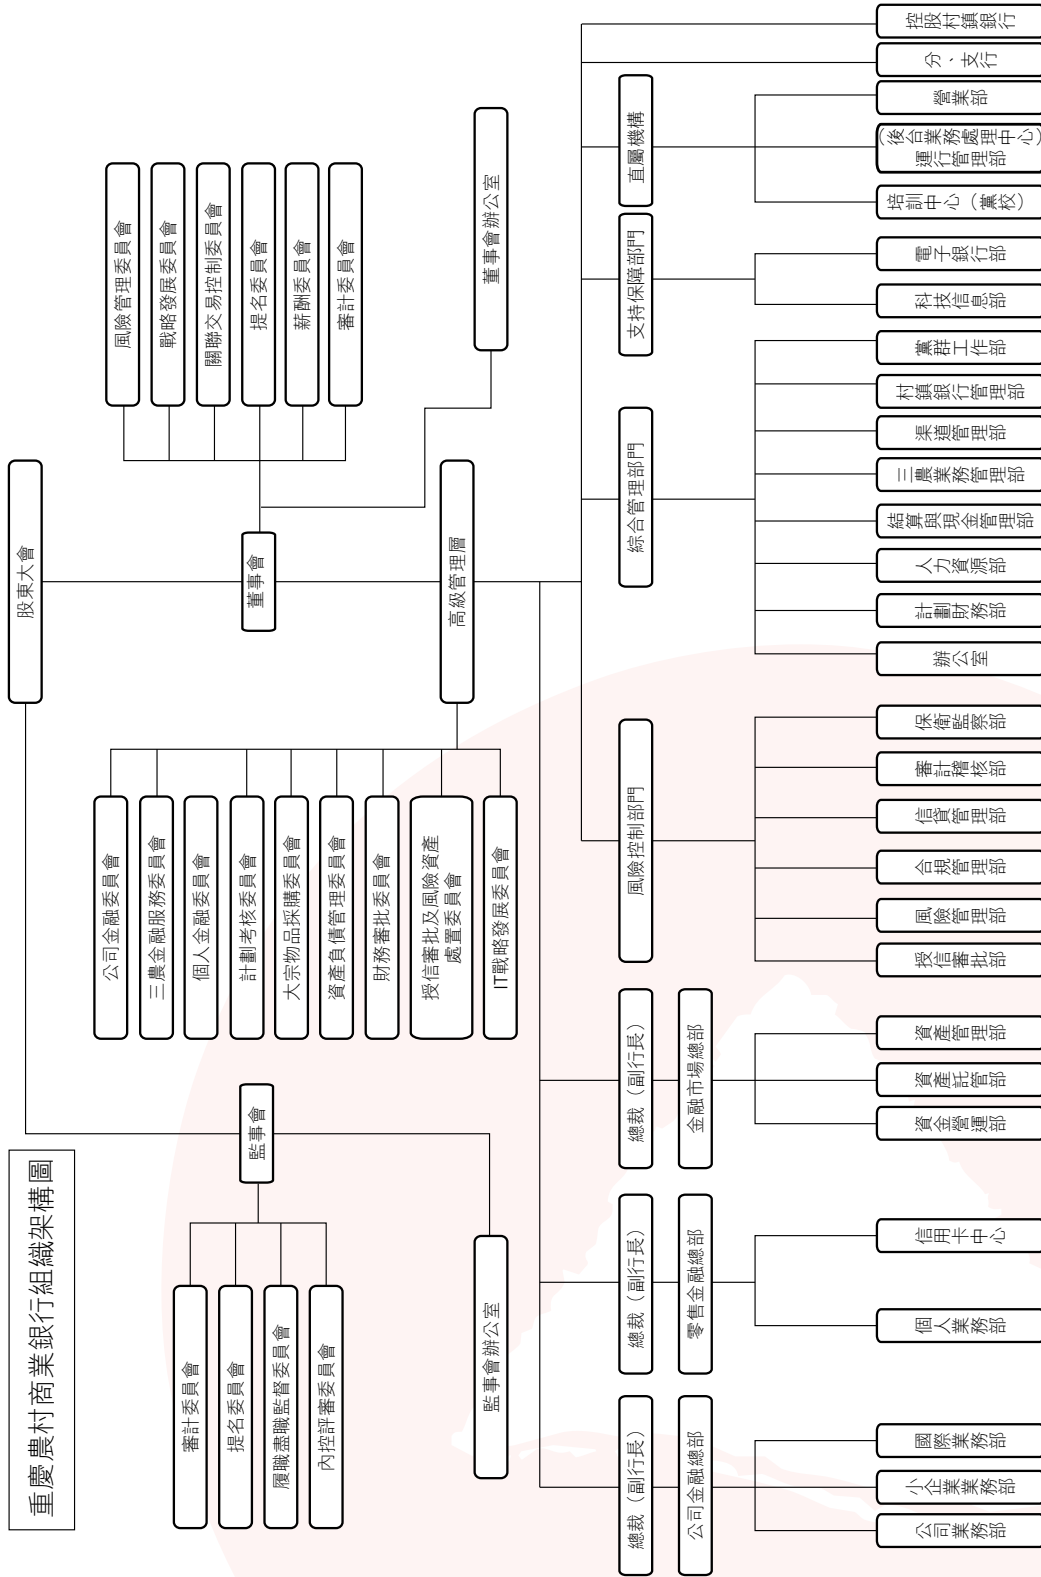 重慶農村商業銀行組織架構圖
股東大會
監事會
審計委員會
提名委員會
履職盡職監督委員會
內控評審委員會
監事會辦公室
董事會
風險管理委員會
戰略發展委員會
關聯交易控制委員會
提名委員會
薪酬委員會
審計委員會
董事會辦公室
高級管理層
公司金融委員會
三農金融服務委員會
個人金融委員會
計劃考核委員會
大宗物品採購委員會
資產負債管理委員會
財務審批委員會
授信審批及風險資產
處置委員會
IT戰略發展委員會
總裁（副行長）
公司金融總部
公司業務部
小企業業務部
國際業務部
總裁（副行長）
零售金融總部
個人業務部
信用卡中心
總裁（副行長）
金融市場總部
資金營運部
資產託管部
資產管理部
風險控制部門
授信審批部
風險管理部
合規管理部
信貸管理部
審計稽核部
保衛監察部
綜合管理部門
辦公室
計劃財務部
人力資源部
結算與現金管理部
三農業務管理部
渠道管理部
村鎮銀行管理部
黨群工作部
支持保障部門
科技信息部
電子銀行部
直屬機構
培訓中心（黨校）
（後台業務處理中心）
運行管理部
營業部
分、支行
控股村鎮銀行